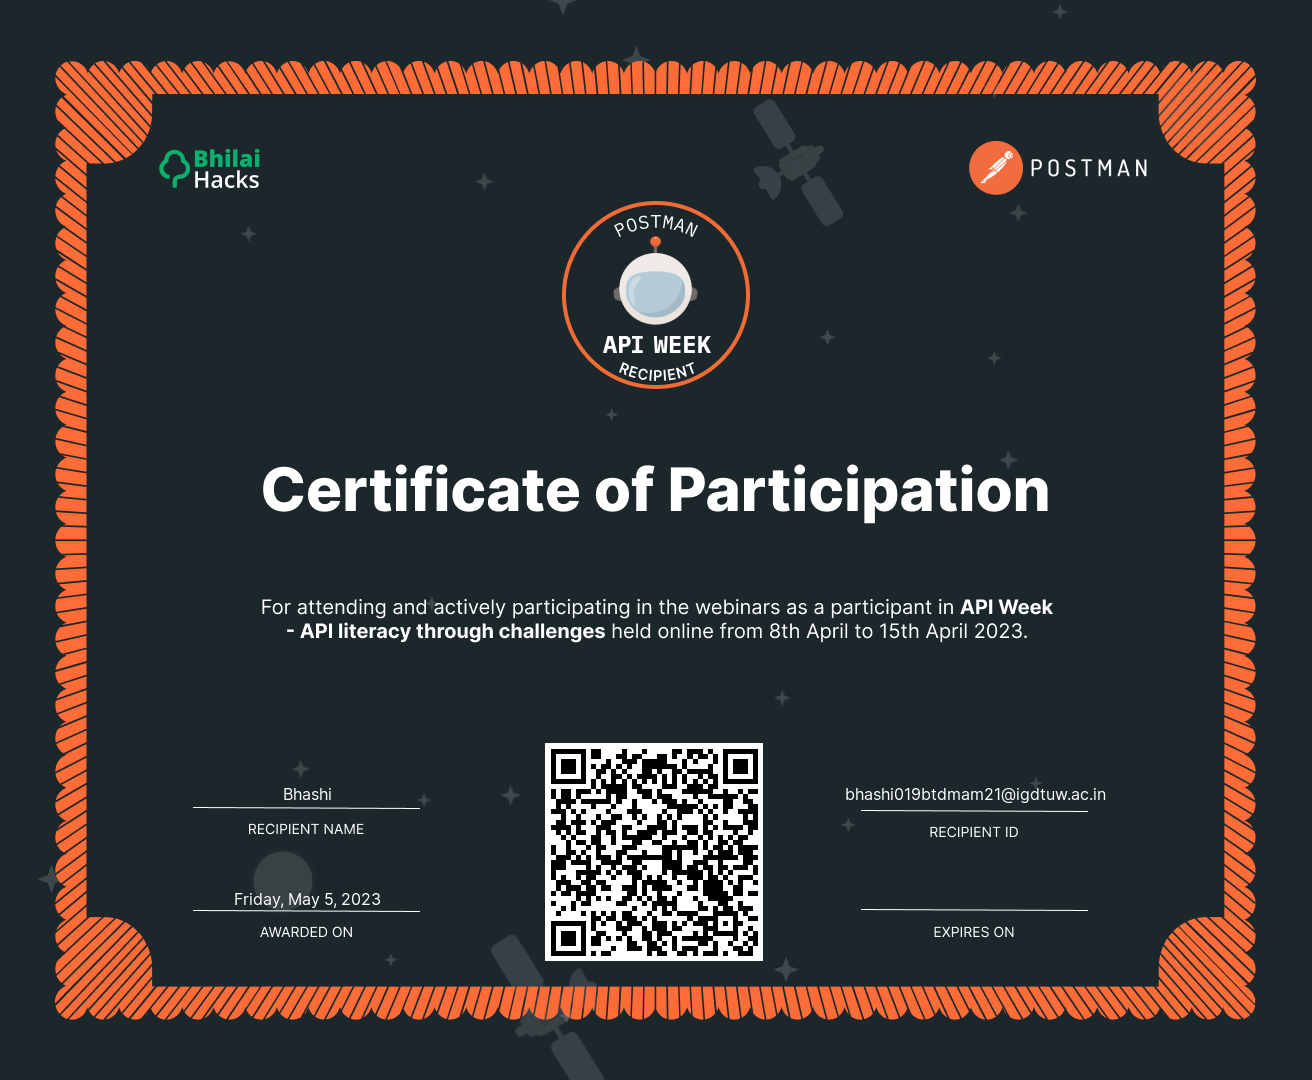 Bhilai
Hacks
POSTMAN
POSTMAN
API WEEK
RECIPIENT
Certificate of Participation
For attending and actively participating in the webinars as a participant in API Week
- API literacy through challenges held online from 8th April to 15th April 2023.
Bhashi
RECIPIENT NAME
bhashi019btdmam21@igdtuw.ac.in
RECIPIENT ID
Friday, May 5, 2023
AWARDED ON
EXPIRES ON